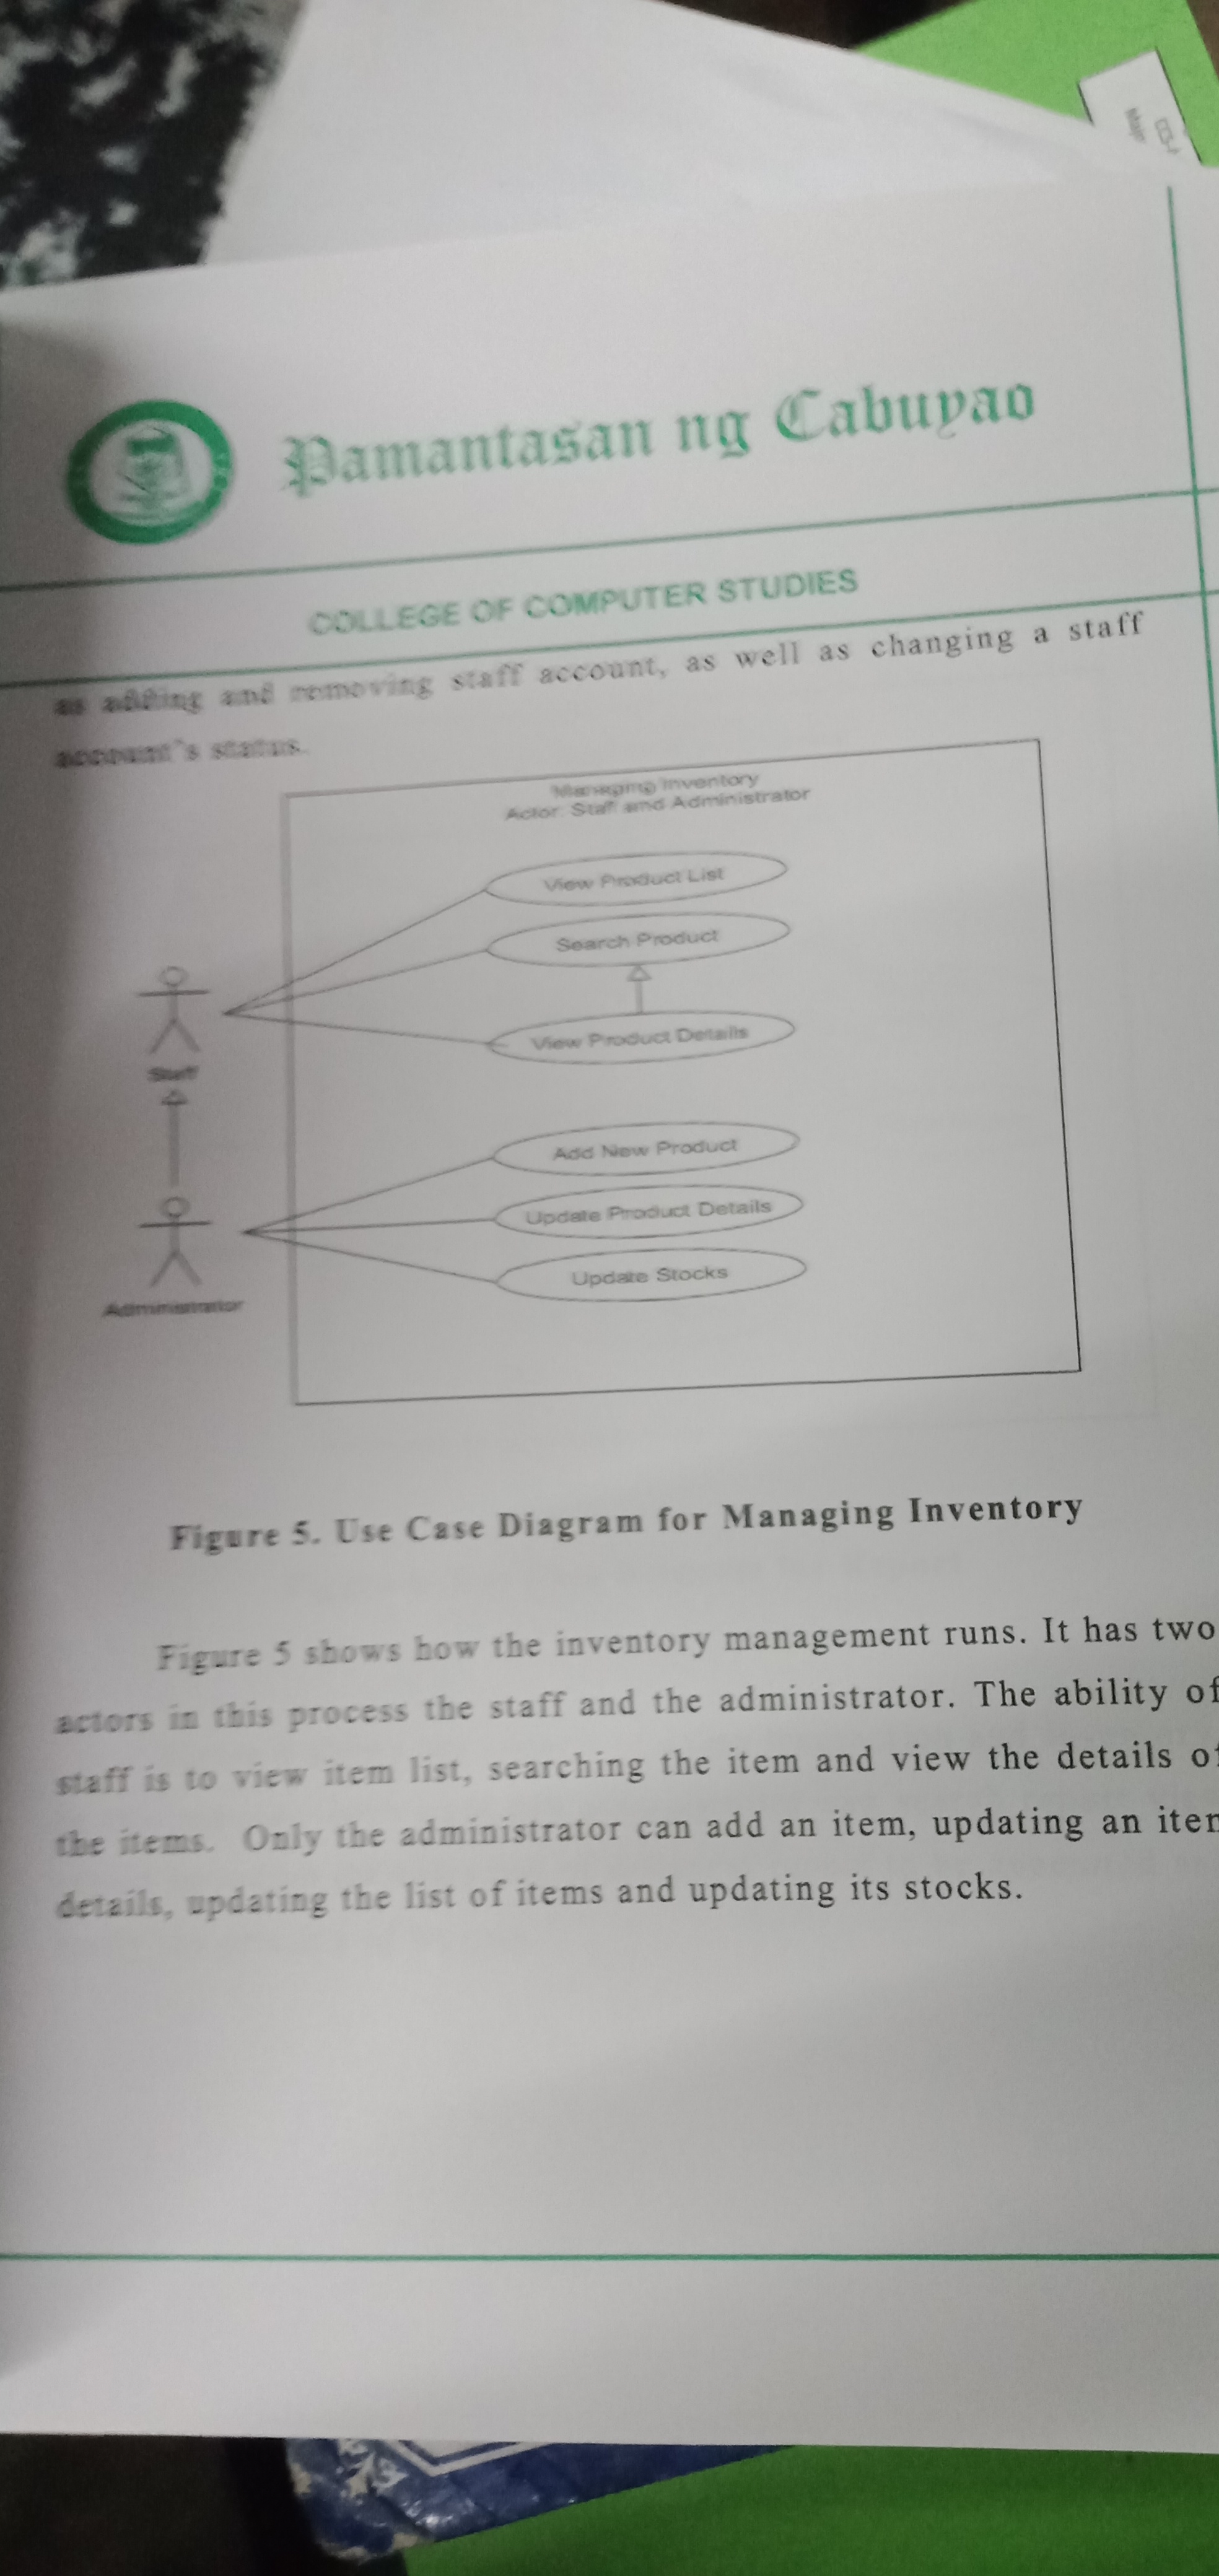 Pamantasan ng Cabuyao
COLLEGE OF COMPUTER STUDIES
as adding and removing staff account, as well as changing a staff
account's status.
Managing Inventory
Actor: Staff and Administrator
View Product List
Search Product
View Product Details
Staff
Add New Product
Update Product Details
Update Stocks
Administrator
Figure 5. Use Case Diagram for Managing Inventory
Figure 5 shows how the inventory management runs. It has two
actors in this process the staff and the administrator. The ability of
staff is to view item list, searching the item and view the details of
the items. Only the administrator can add an item, updating an item
details, updating the list of items and updating its stocks.